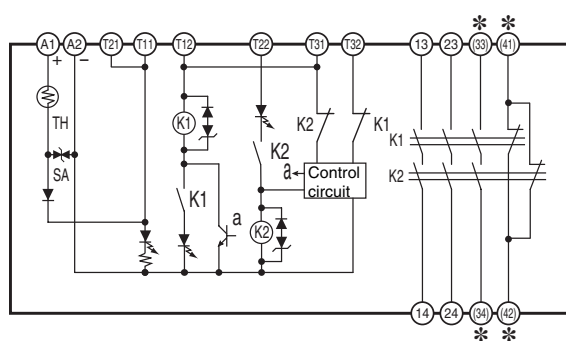 * *
A1 A2 T21 T11 T12 T22 T31 T32 13 23 (33) (41)
+ −
K1
TH
K2 K1
K1
K2
SA
a
Control
circuit
K2
K1
a
K2
14 24 (34) (42)
* *